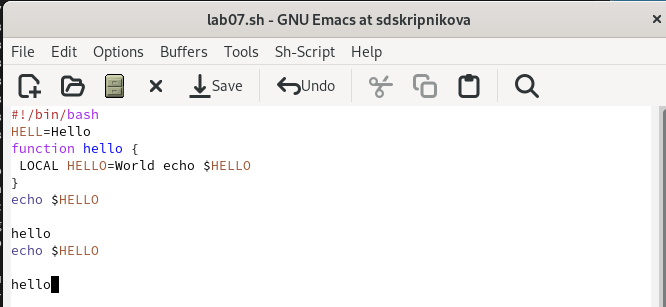 lab07.sh - GNU Emacs at sdskripnikova
File Edit Options Buffers Tools Sh-Script Help
Save Undo
#!/bin/bash
HELL=Hello
function hello {
 LOCAL HELLO=World echo $HELLO
}
echo $HELLO

hello
echo $HELLO

hello